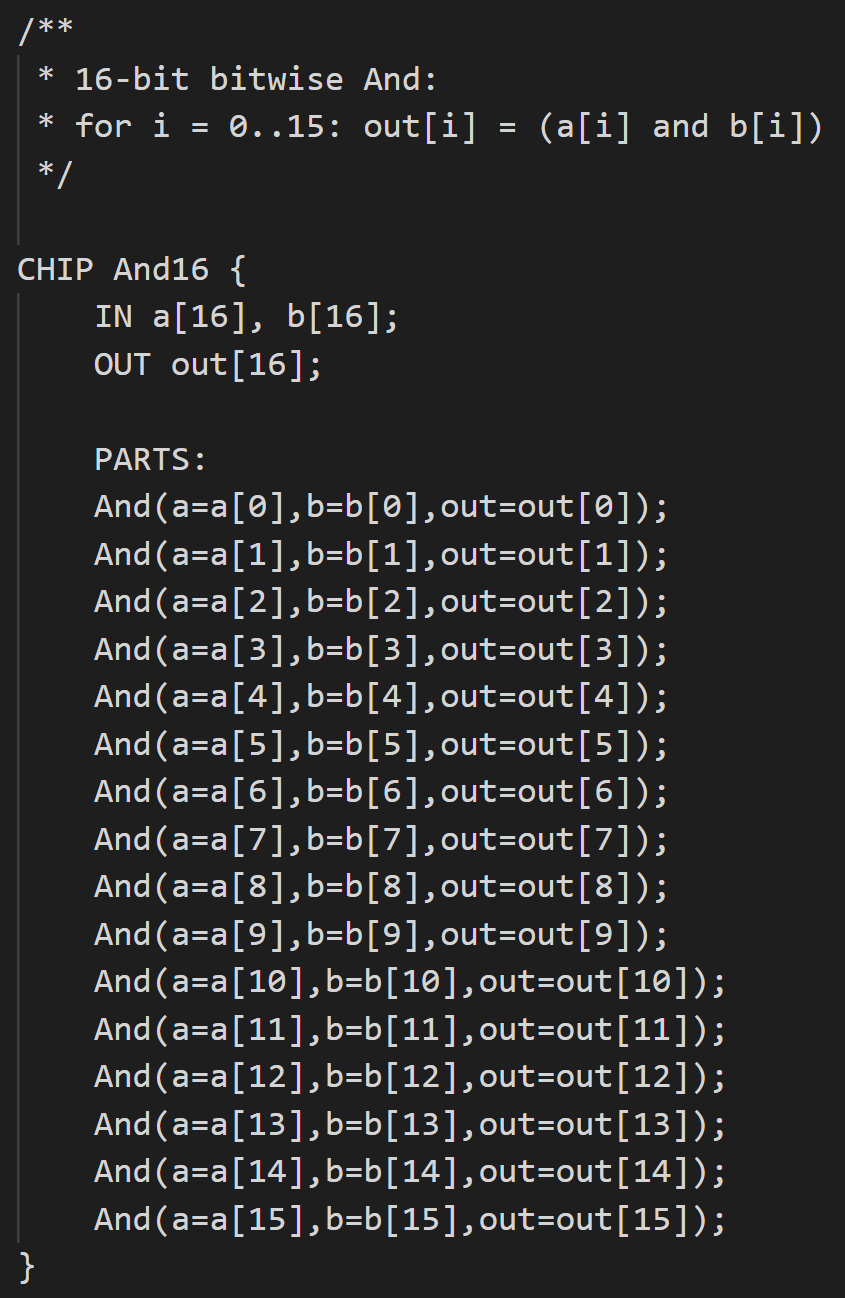 /**
 * 16-bit bitwise And:
 * for i = 0..15: out[i] = (a[i] and b[i])
 */
CHIP And16 {
    IN a[16], b[16];
    OUT out[16];
    PARTS:
    And(a=a[0],b=b[0],out=out[0]);
    And(a=a[1],b=b[1],out=out[1]);
    And(a=a[2],b=b[2],out=out[2]);
    And(a=a[3],b=b[3],out=out[3]);
    And(a=a[4],b=b[4],out=out[4]);
    And(a=a[5],b=b[5],out=out[5]);
    And(a=a[6],b=b[6],out=out[6]);
    And(a=a[7],b=b[7],out=out[7]);
    And(a=a[8],b=b[8],out=out[8]);
    And(a=a[9],b=b[9],out=out[9]);
    And(a=a[10],b=b[10],out=out[10]);
    And(a=a[11],b=b[11],out=out[11]);
    And(a=a[12],b=b[12],out=out[12]);
    And(a=a[13],b=b[13],out=out[13]);
    And(a=a[14],b=b[14],out=out[14]);
    And(a=a[15],b=b[15],out=out[15]);
}